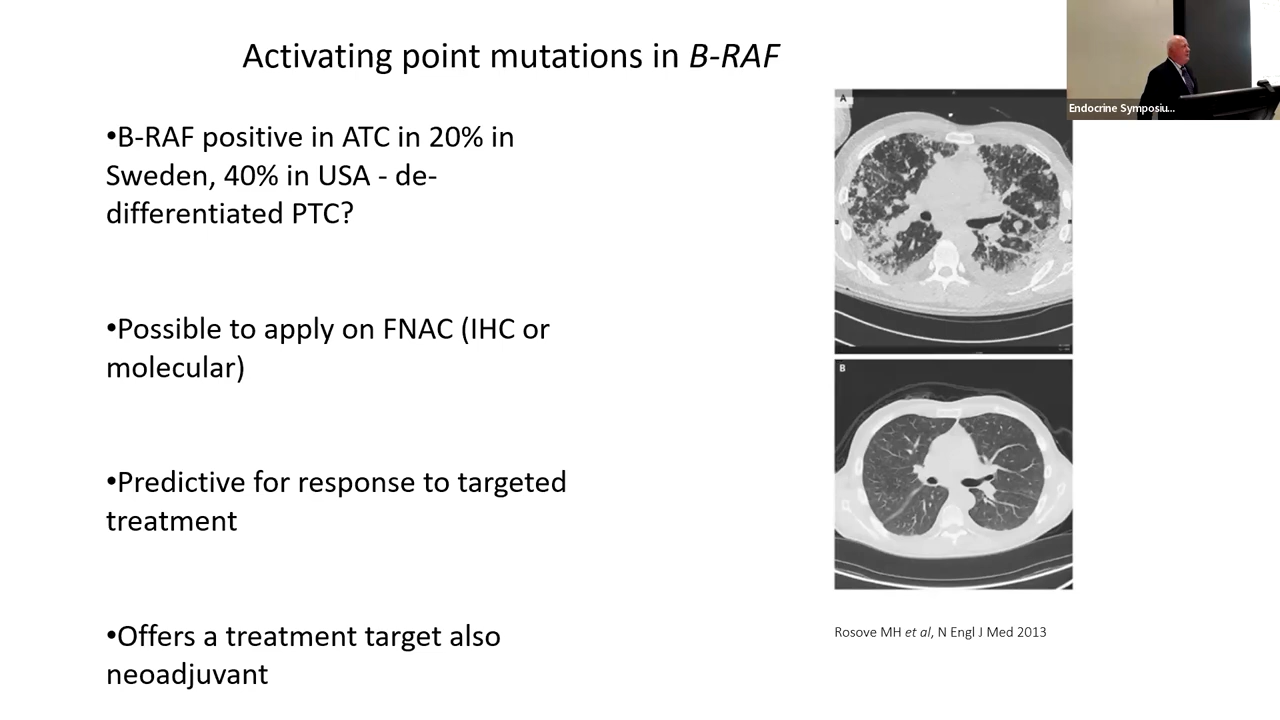 Activating point mutations in B-RAF
•B-RAF positive in ATC in 20% in
Sweden, 40% in USA - de-
differentiated PTC?
•Possible to apply on FNAC (IHC or
molecular)
•Predictive for response to targeted
treatment
•Offers a treatment target also
neoadjuvant
A
B
Rosove MH et al, N Engl J Med 2013
Endocrine Symposiu...